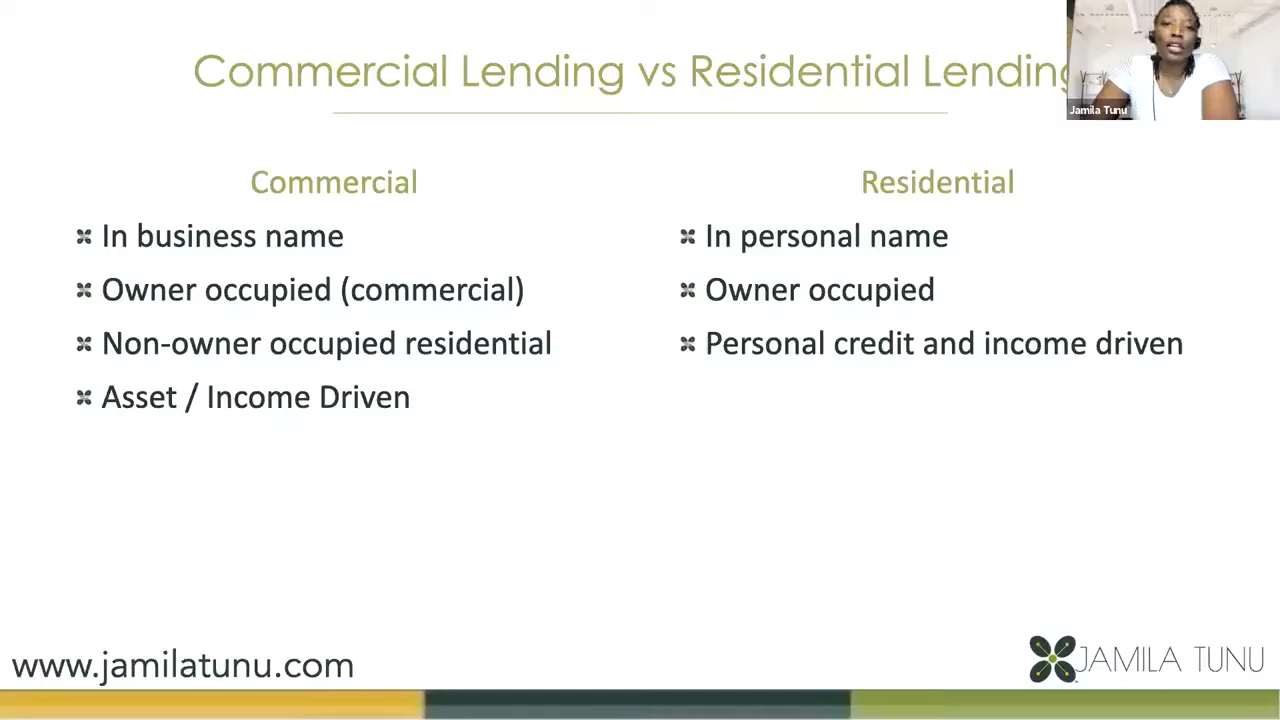 Commercial Lending vs Residential Lending
Jamila Tunu
Commercial
In business name
Owner occupied (commercial)
Non-owner occupied residential
Asset / Income Driven
Residential
In personal name
Owner occupied
Personal credit and income driven
www.jamilatunu.com
JAMILA TUNU